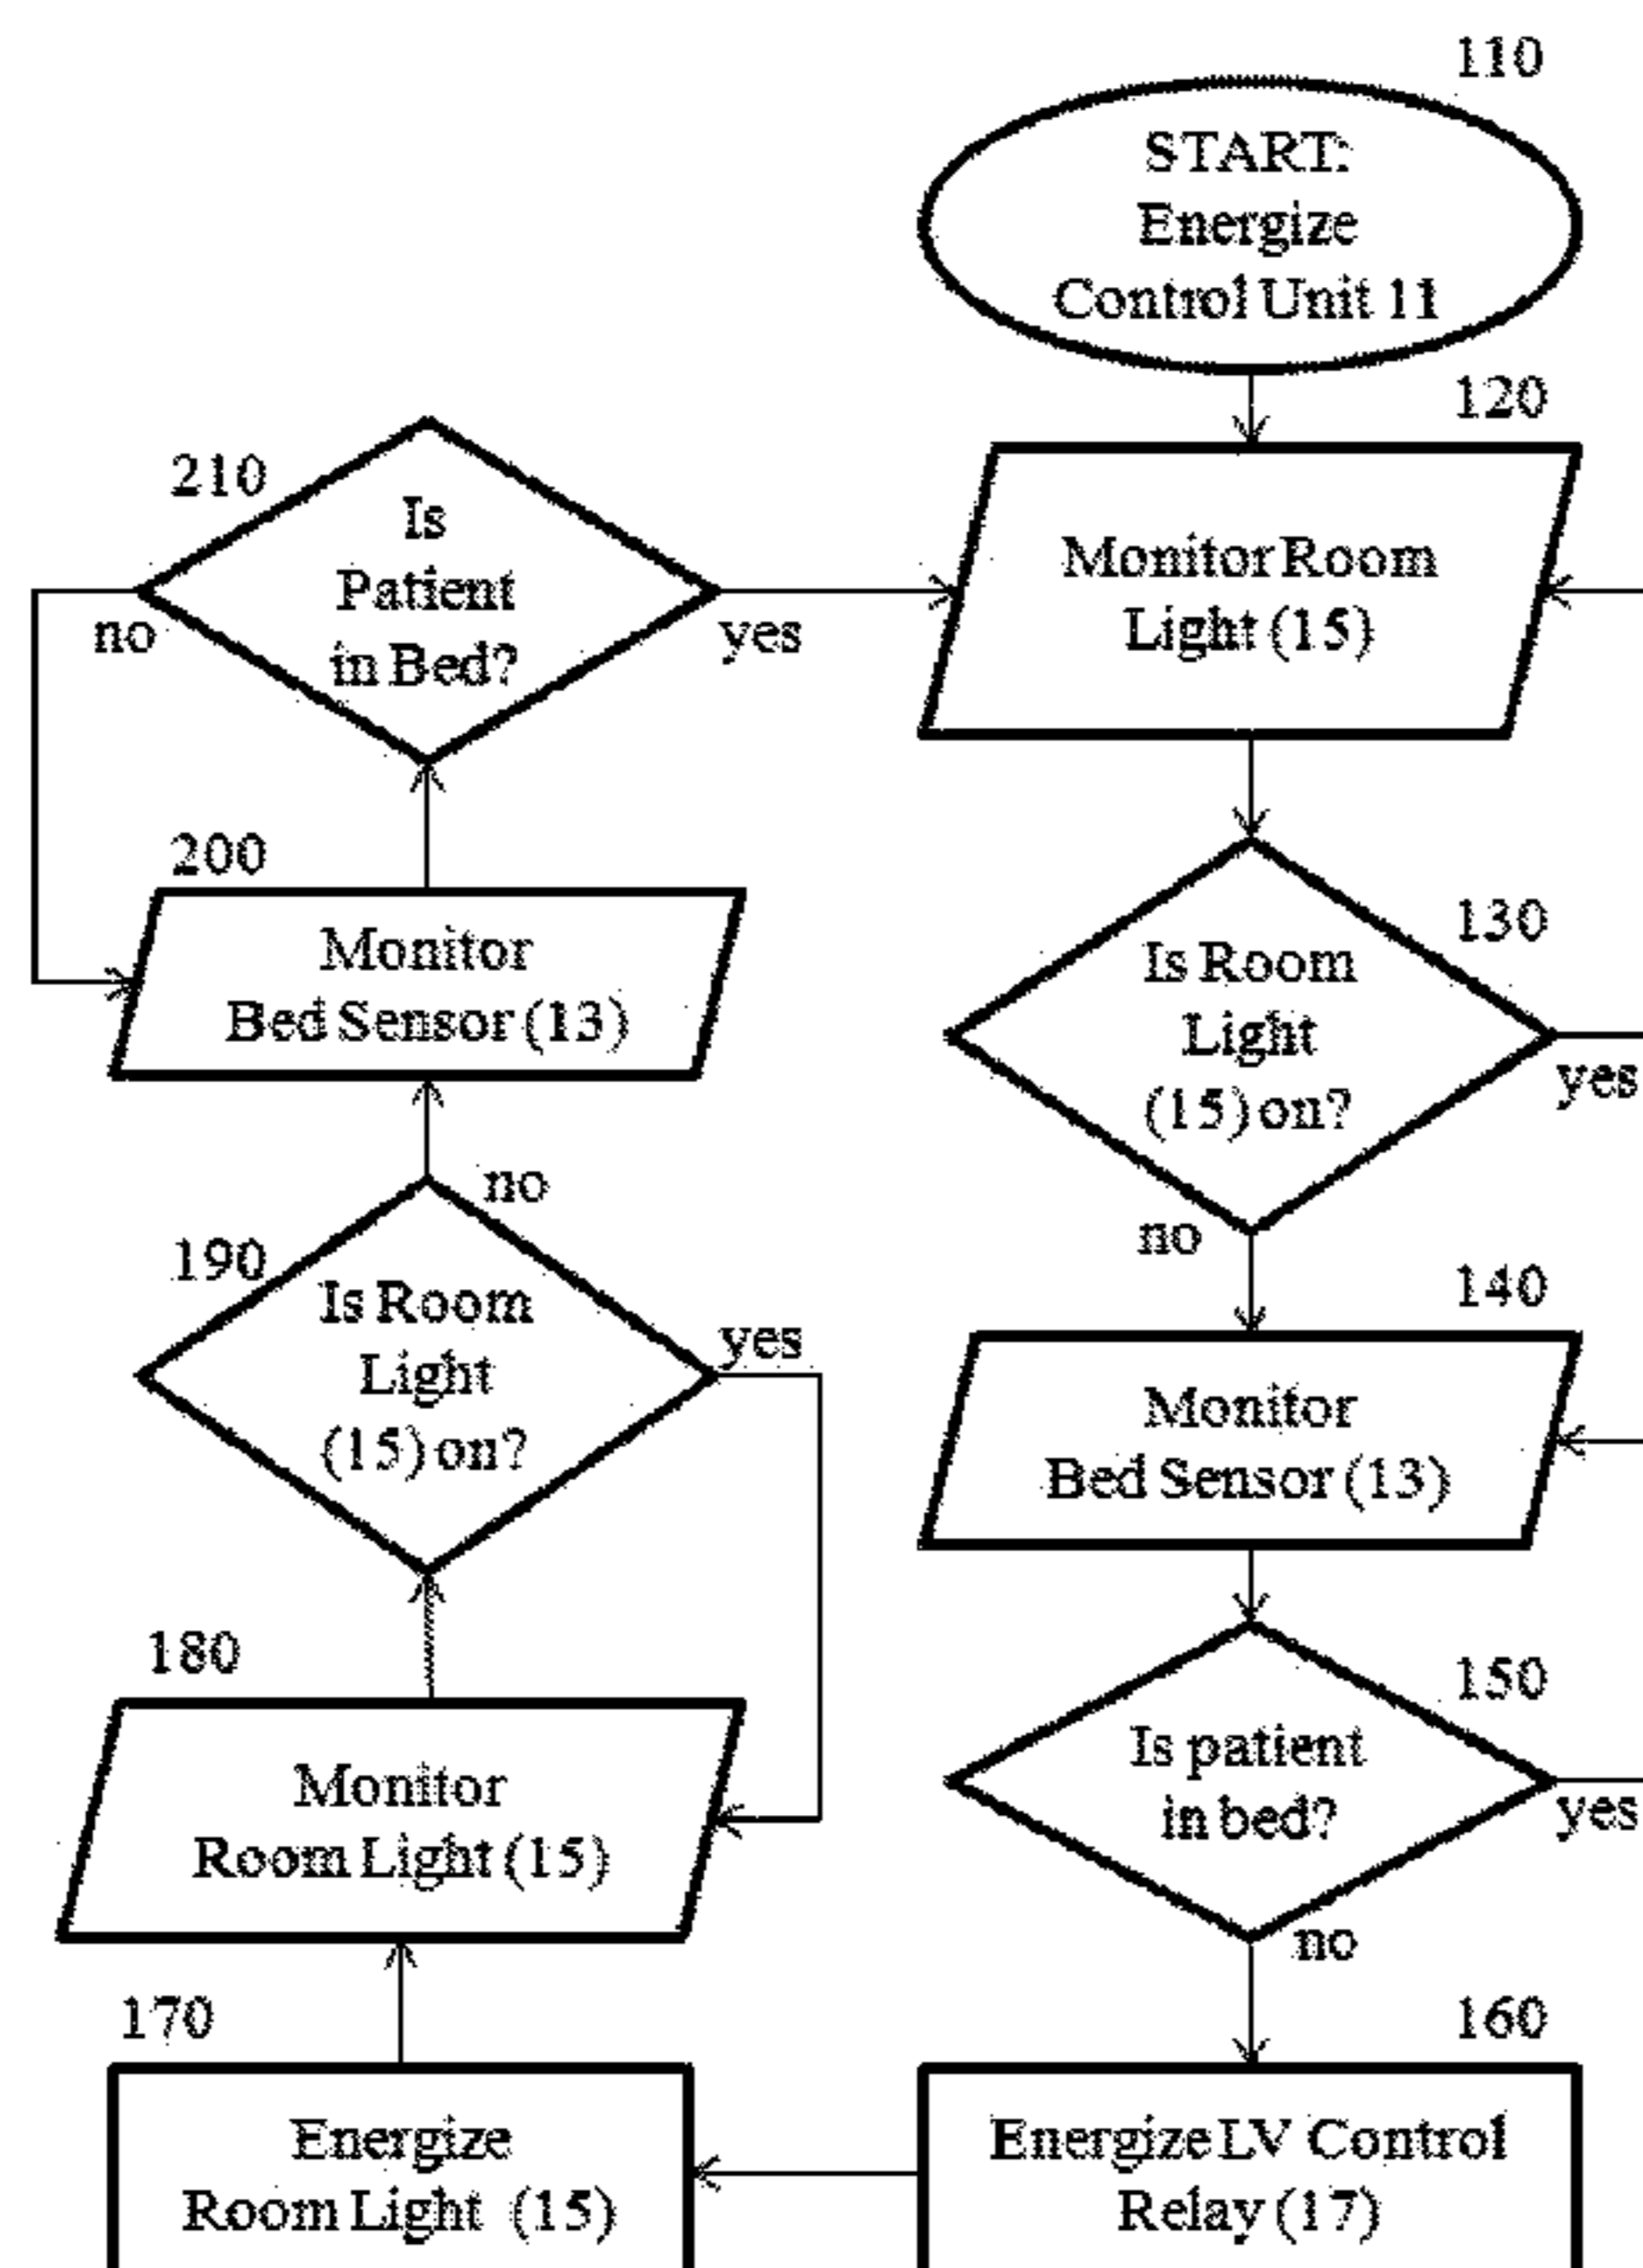 110
START:
Energize
Control Unit 11
120
Monitor Room
Light (15)
130
Is Room
Light
(15) on?
yes
no
140
Monitor
Bed Sensor (13)
150
Is patient
in bed?
yes
no
160
Energize LV Control
Relay (17)
170
Energize
Room Light (15)
180
Monitor
Room Light (15)
190
Is Room
Light
(15) on?
yes
no
200
Monitor
Bed Sensor (13)
210
Is
Patient
in Bed?
no
yes